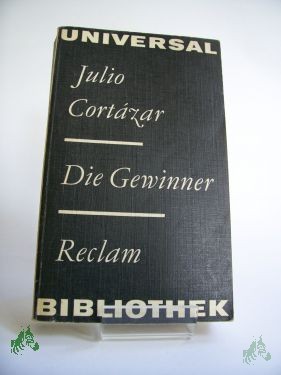 UNIVERSAL
Julio
Cortázar
Die Gewinner
Reclam
BIBLIOTHEK